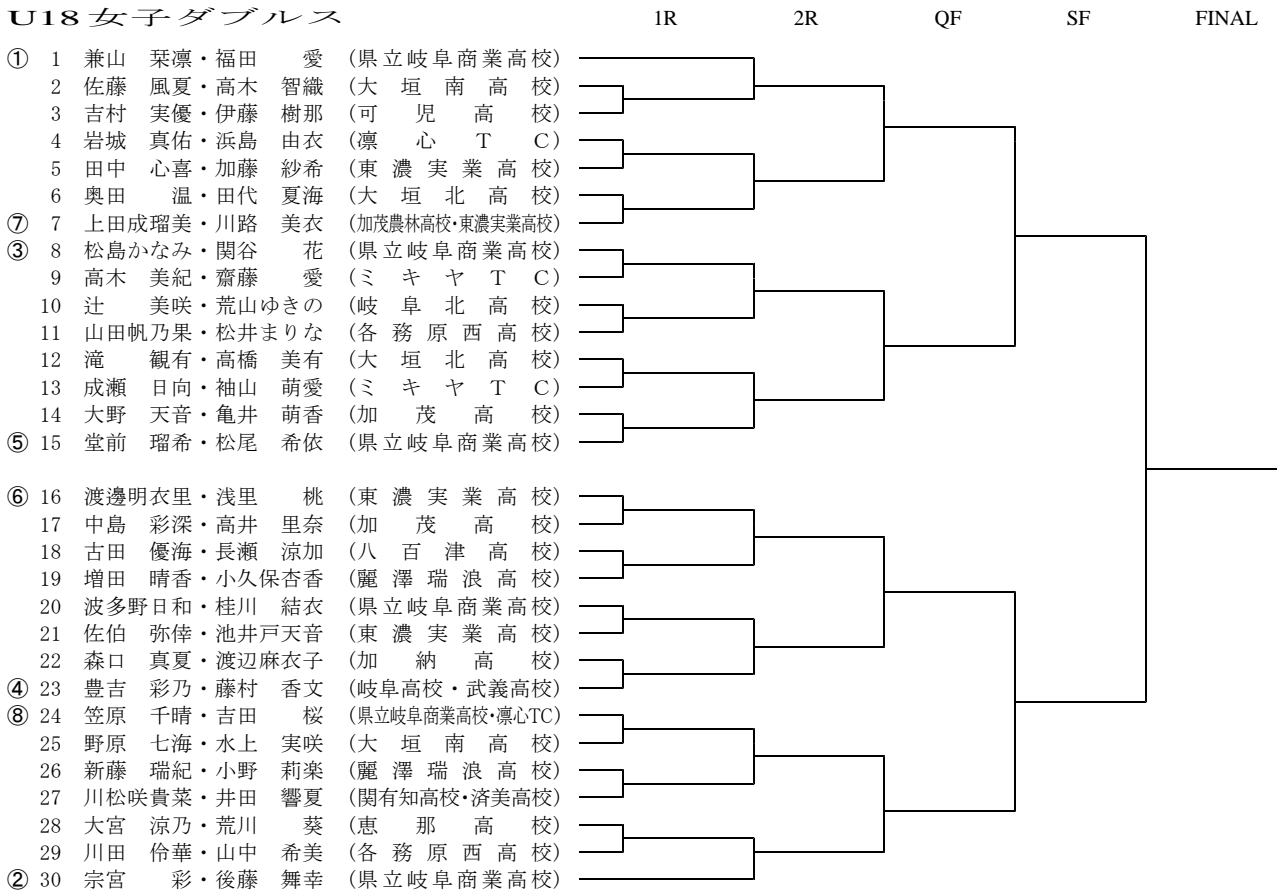 U18女子ダブルス 1R 2R QF SF FINAL
① 1 兼山 栞凛・福田 愛 (県立岐阜商業高校)
2 佐藤 風夏・高木 智織 (大垣南高校)
3 吉村 実優・伊藤 樹那 (可児高校)
4 岩城 真佑・浜島 由衣 (凛心TC)
5 田中 心喜・加藤 紗希 (東濃実業高校)
6 奥田 温・田代 夏海 (大垣北高校)
⑦ 7 上田成瑠美・川路 美衣 (加茂農林高校・東濃実業高校)
③ 8 松島かなみ・関谷 花 (県立岐阜商業高校)
9 高木 美紀・齋藤 愛 (ミキヤTC)
10 辻 美咲・荒山ゆきの (岐阜北高校)
11 山田帆乃果・松井まりな (各務原西高校)
12 滝 観有・高橋 美有 (大垣北高校)
13 成瀬 日向・袖山 萌愛 (ミキヤTC)
14 大野 天音・亀井 萌香 (加茂高校)
⑤ 15 堂前 瑠希・松尾 希依 (県立岐阜商業高校)
⑥ 16 渡邊明衣里・浅里 桃 (東濃実業高校)
17 中島 彩深・高井 里奈 (加茂高校)
18 古田 優海・長瀬 涼加 (八百津高校)
19 増田 晴香・小久保杏香 (麗澤瑞浪高校)
20 波多野日和・桂川 結衣 (県立岐阜商業高校)
21 佐伯 弥倖・池井戸天音 (東濃実業高校)
22 森口 真夏・渡辺麻衣子 (加納高校)
④ 23 豊吉 彩乃・藤村 香文 (岐阜高校・武義高校)
⑧ 24 笠原 千晴・吉田 桜 (県立岐阜商業高校・凛心TC)
25 野原 七海・水上 実咲 (大垣南高校)
26 新藤 瑞紀・小野 莉楽 (麗澤瑞浪高校)
27 川松咲貴菜・井田 響夏 (関有知高校・済美高校)
28 大宮 涼乃・荒川 葵 (恵那高校)
29 川田 伶華・山中 希美 (各務原西高校)
② 30 宗宮 彩・後藤 舞幸 (県立岐阜商業高校)